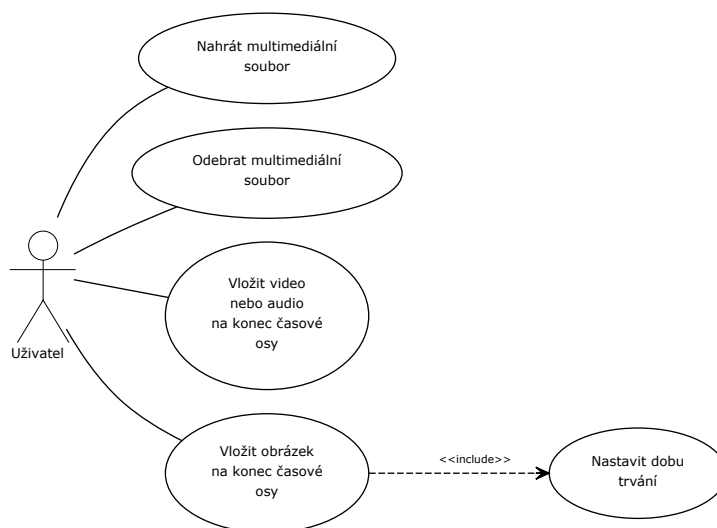 Nahrát multimediální
soubor
Odebrat multimediální
soubor
Vložit video
nebo audio
na konec časové
osy
Uživatel
Vložit obrázek
na konec časové
osy
<<include>>
Nastavit dobu
trvání